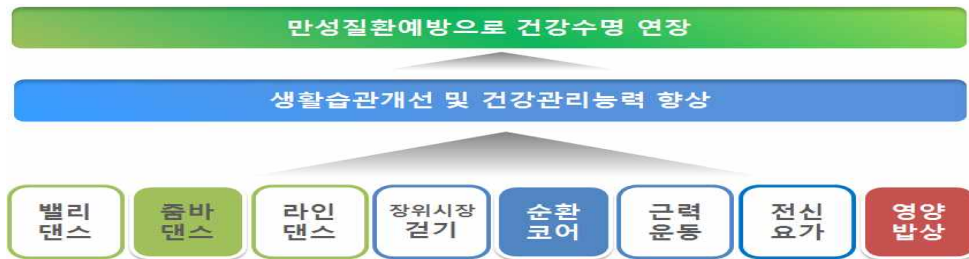 만성질환예방으로 건강수명 연장
생활습관개선 및 건강관리능력 향상
밸리
댄스
줌바
댄스
라인
댄스
장위시장
걷기
순환
코어
근력
운동
전신
요가
영양
밥상